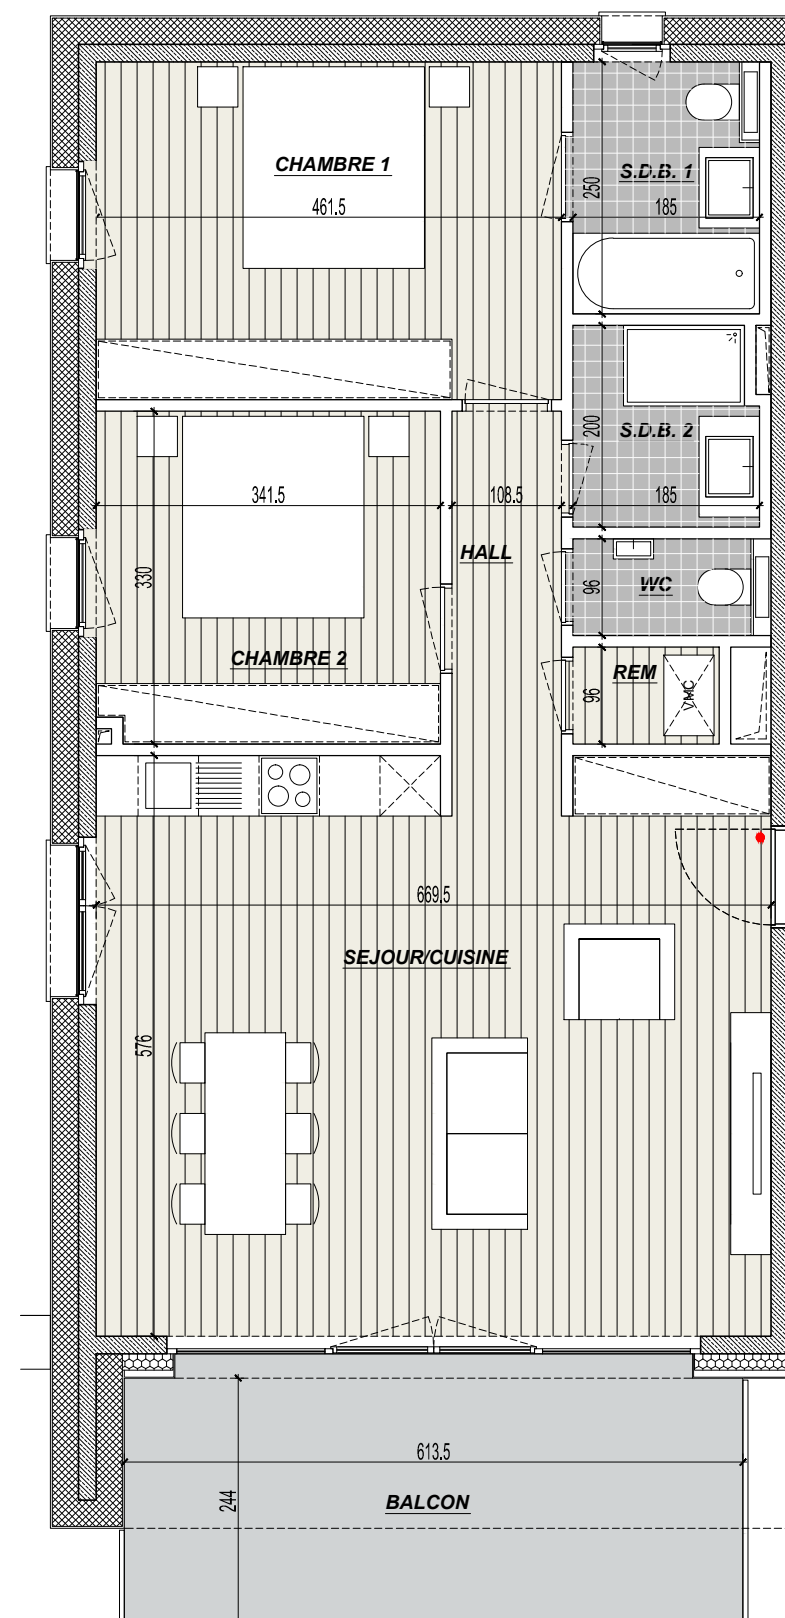 CHAMBRE 1
461.5
S.D.B. 1
250
185
S.D.B. 2
200
185
341.5
108.5
HALL
330
WC
96
CHAMBRE 2
REM
96
VMC
669.5
SEJOUR/CUISINE
576
613.5
244
BALCON